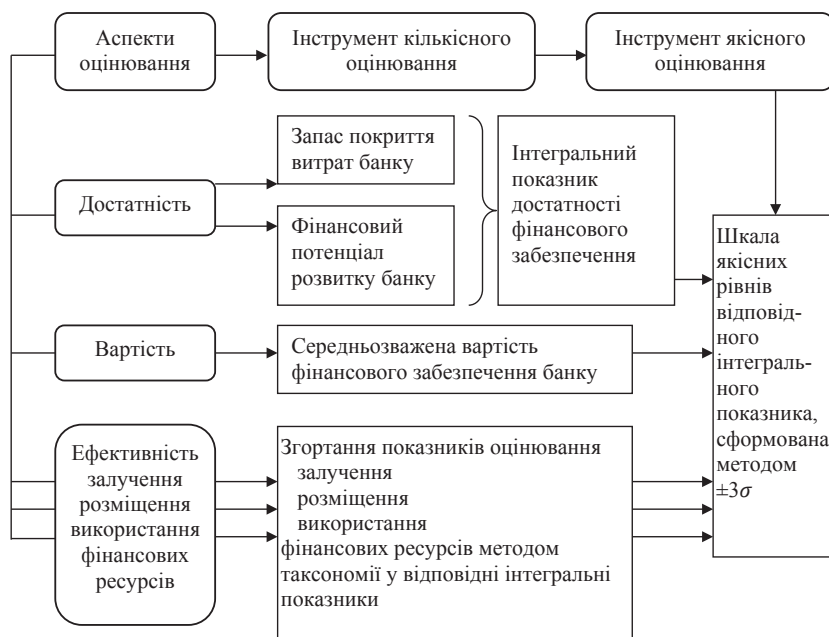 Аспекти
оцінювання
Інструмент кількісного
оцінювання
Інструмент якісного
оцінювання
Достатність
Запас покриття
витрат банку
Фінансовий
потенціал
розвитку банку
Інтегральний
показник
достатності
фінансового
забезпечення
Вартість
Середньозважена вартість
фінансового забезпечення банку
Ефективність
залучення
розміщення
використання
фінансових
ресурсів
Згортання показників оцінювання
залучення
розміщення
використання
фінансових ресурсів методом
таксономії у відповідні інтегральні
показники
Шкала
якісних
рівнів
відповід-
ного
інтеграль-
ного
показника,
сформована
методом
±3σ